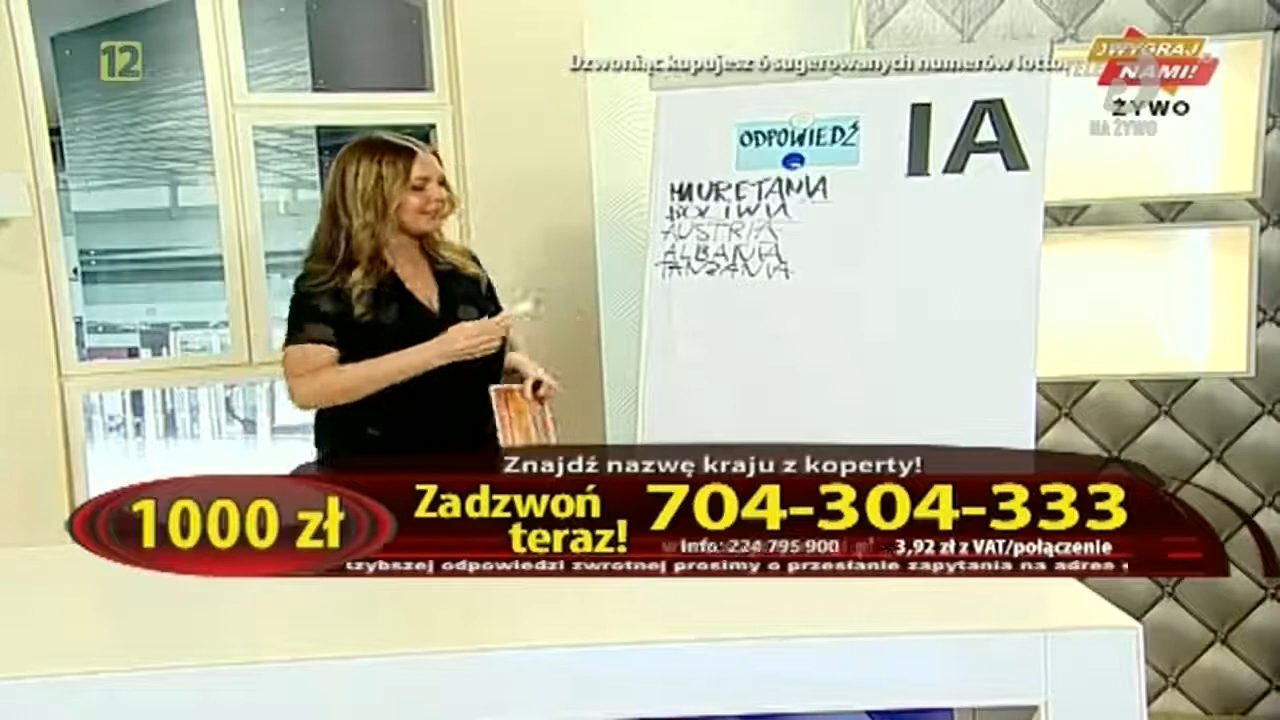 12
Dzwoniąc kupujesz 6 sugerowanych numerów lotto
WYGRAJ
Z NAMI!
ŻYWO
NA ŻYWO
IA
ODPOWIEDŹ
MAURETANIA
BOLIWIA
AUSTRIA
ALBANIA
TANZANIA
Znajdź nazwę kraju z koperty!
1000 zł
Zadzwoń
teraz!
704-304-333
info: 224 795 900
3,92 zł z VAT/połączenie
odpowiedzi zwrotnej prosimy o przesłanie zapytania na adres